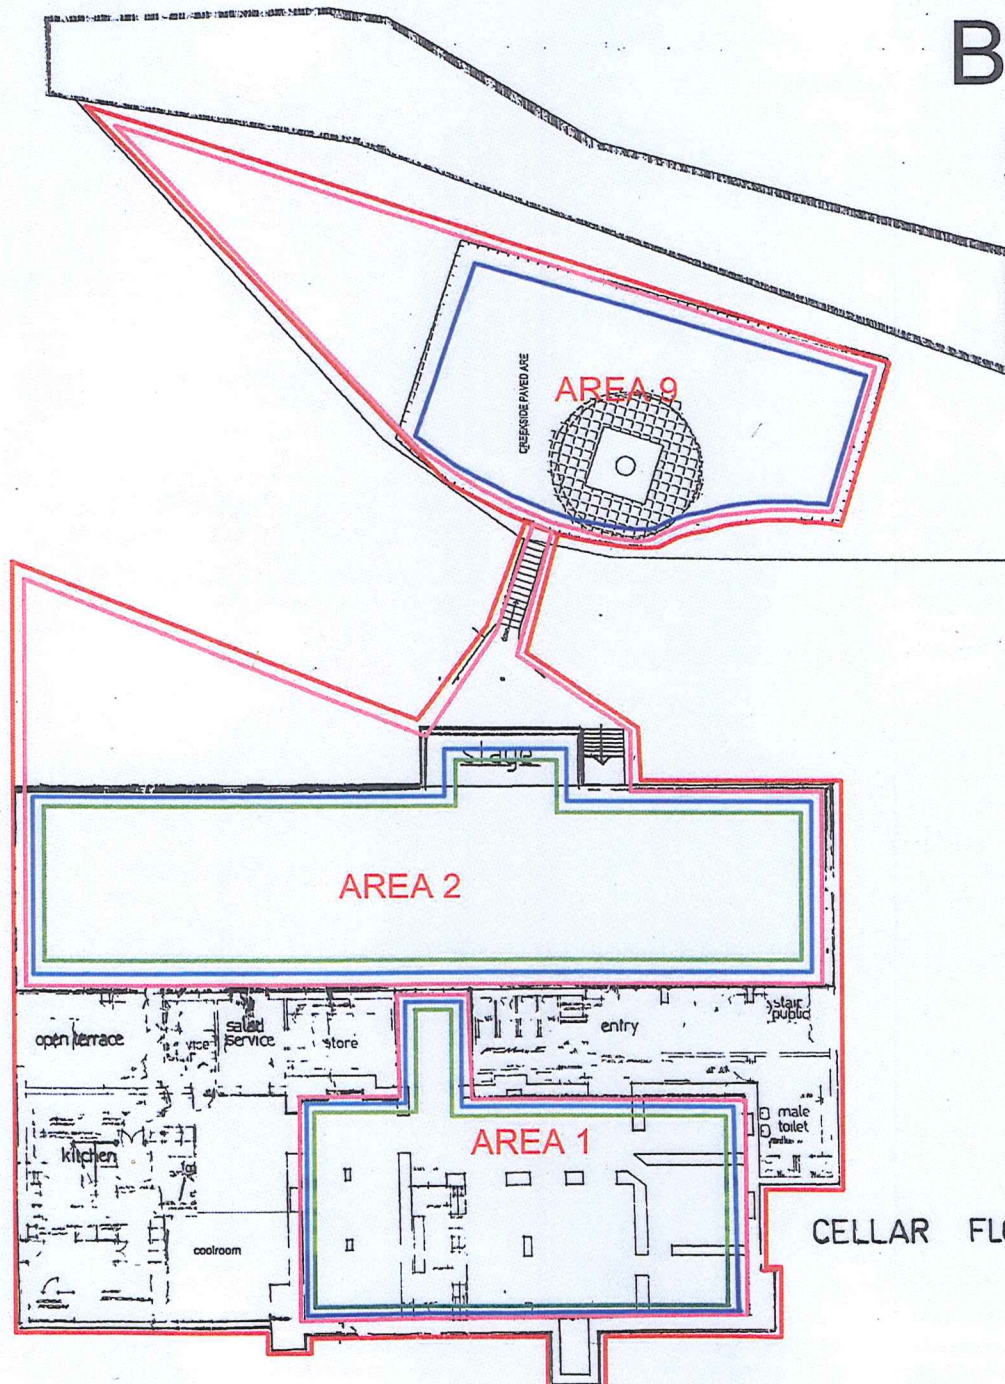 B
AREA 9
CREEKSIDE PAVED ARE
stage
AREA 2
open terrace
salad
service
store
entry
stair
public
AREA 1
male
toilet
kitchen
coolroom
CELLAR FL